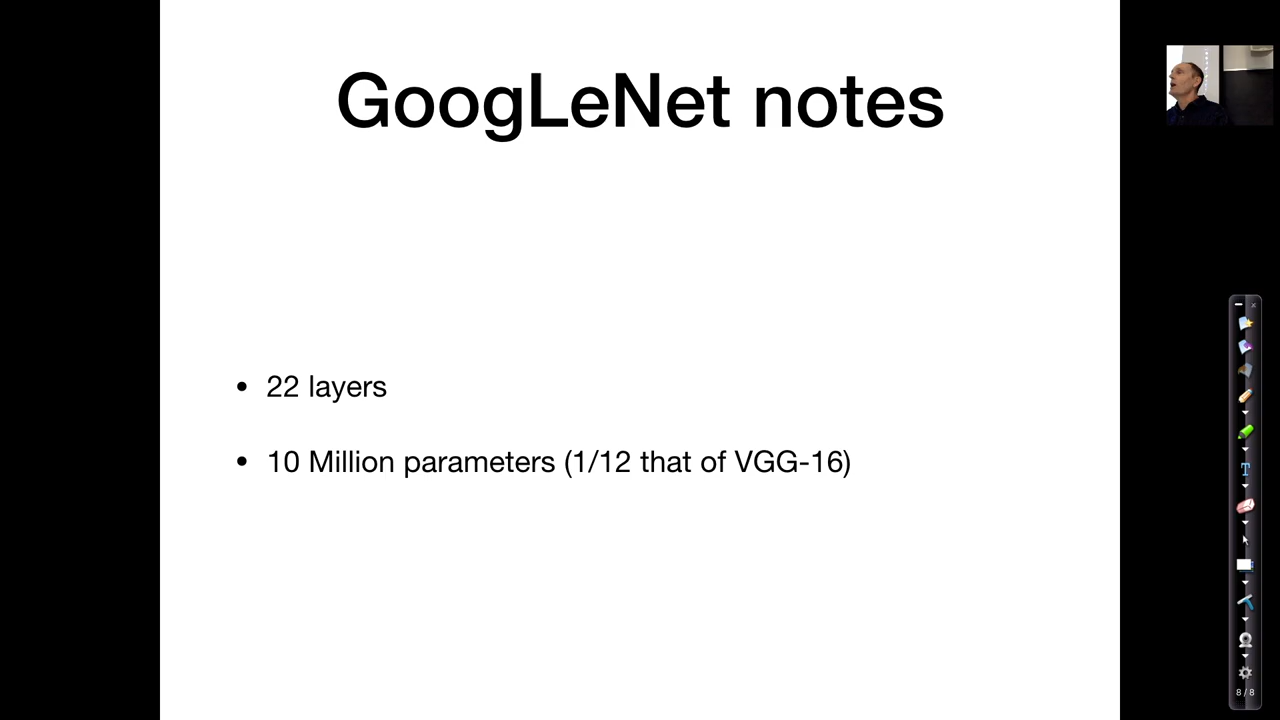 GoogLeNet notes
• 22 layers
• 10 Million parameters (1/12 that of VGG-16)
T
8 / 8